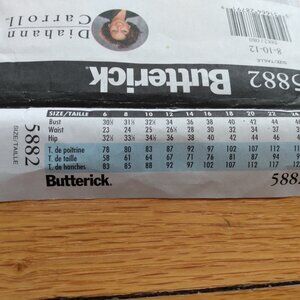 Diahann
Carroll
SIZE/TAILLE
8-10-12
Butterick
5882
SIZE/TAILLE 6 8 10 12 14 16 18 20 22
Bust 30½ 31½ 32½ 34 36 38 40 42 44
Waist 23 24 25 26½ 28 30 32 34 37
Hip 32½ 33½ 34½ 36 38 40 42 44 46
T. de poitrine 78 80 83 87 92 97 102 107 112
T. de taille 58 61 64 67 71 76 81 87 94
T. de hanches 83 85 88 92 97 102 107 112 117
5882
SIZE/TAILLE
Butterick
588